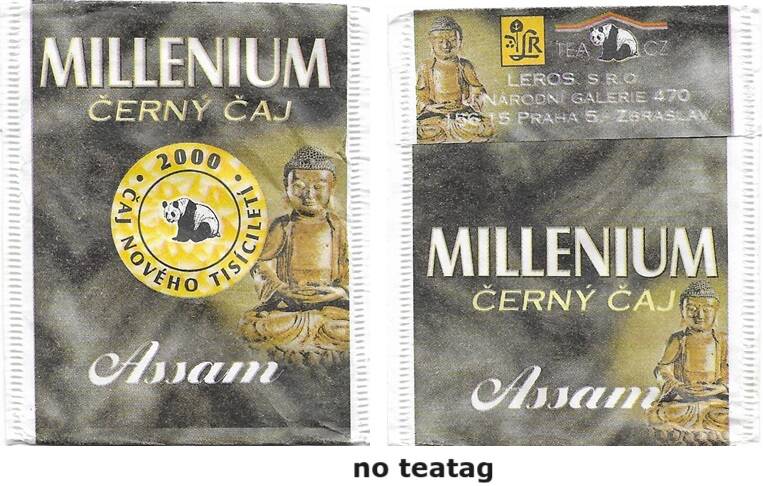 MILLENIUM
ČERNÝ ČAJ
2000
• ČAJ NOVÉHO TISÍCILETÍ •
Assam
LR
TEA CZ
LEROS, S.R.O.
U NÁRODNÍ GALERIE 470
156 15 PRAHA 5 - ZBRASLAV
MILLENIUM
ČERNÝ ČAJ
Assam
no teatag